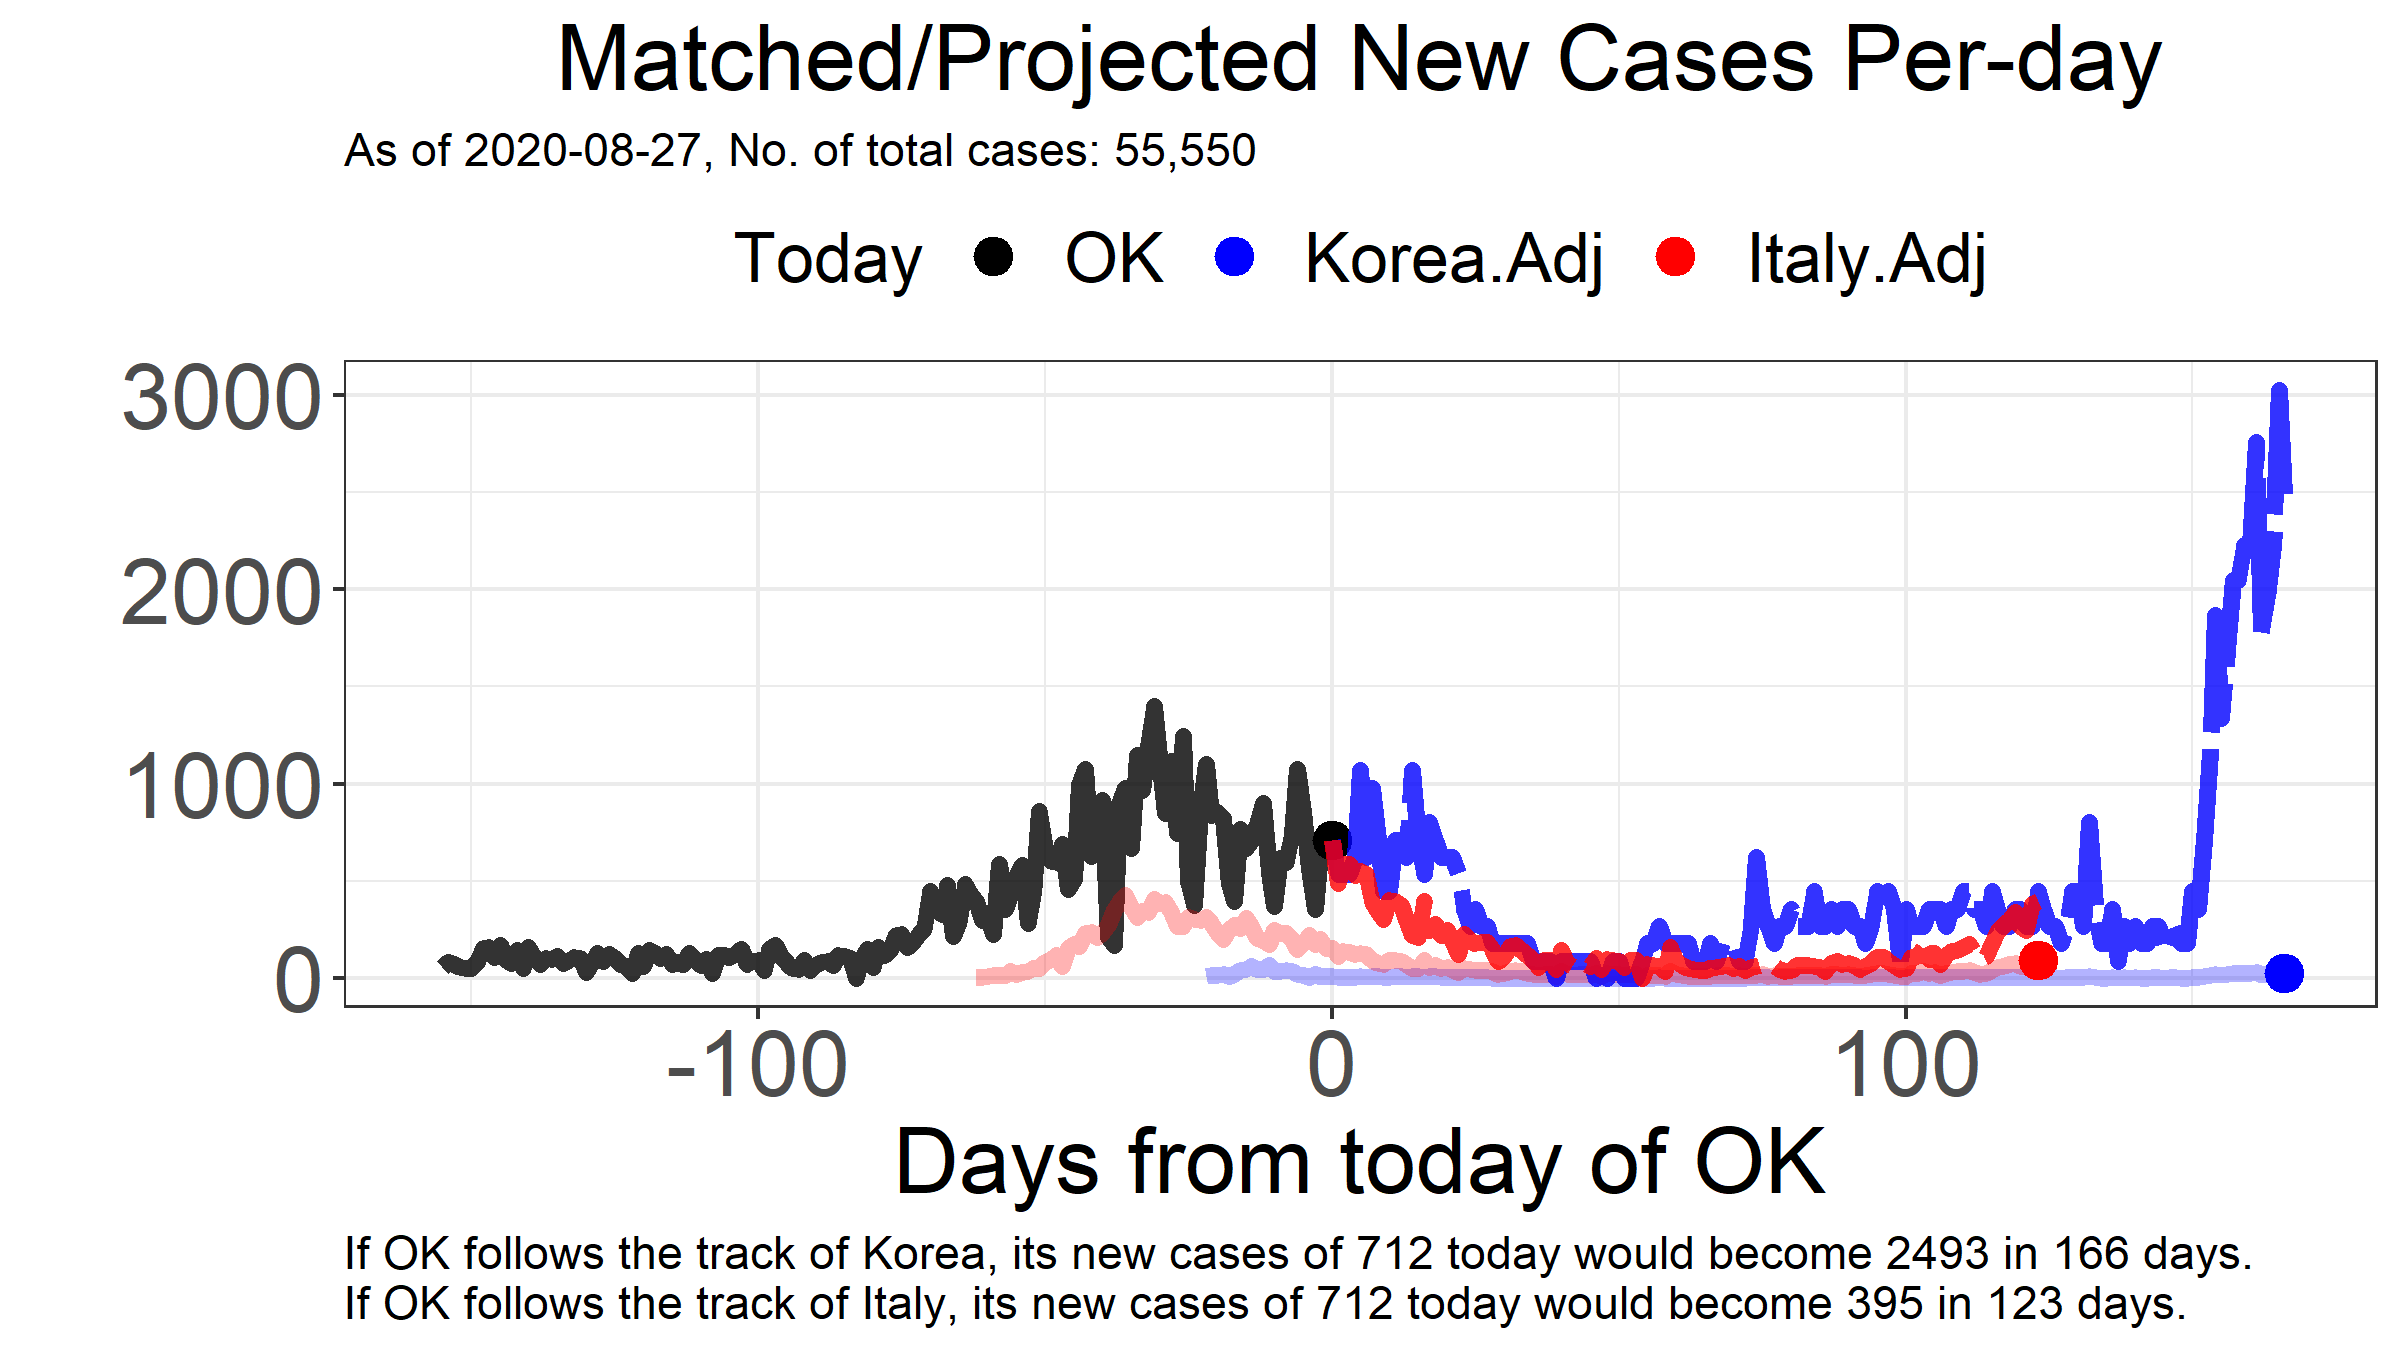 Matched/Projected New Cases Per-day
As of 2020-08-27, No. of total cases: 55,550
Today OK Korea.Adj Italy.Adj
3000
2000
1000
0
-100 0 100
Days from today of OK
If OK follows the track of Korea, its new cases of 712 today would become 2493 in 166 days.
If OK follows the track of Italy, its new cases of 712 today would become 395 in 123 days.